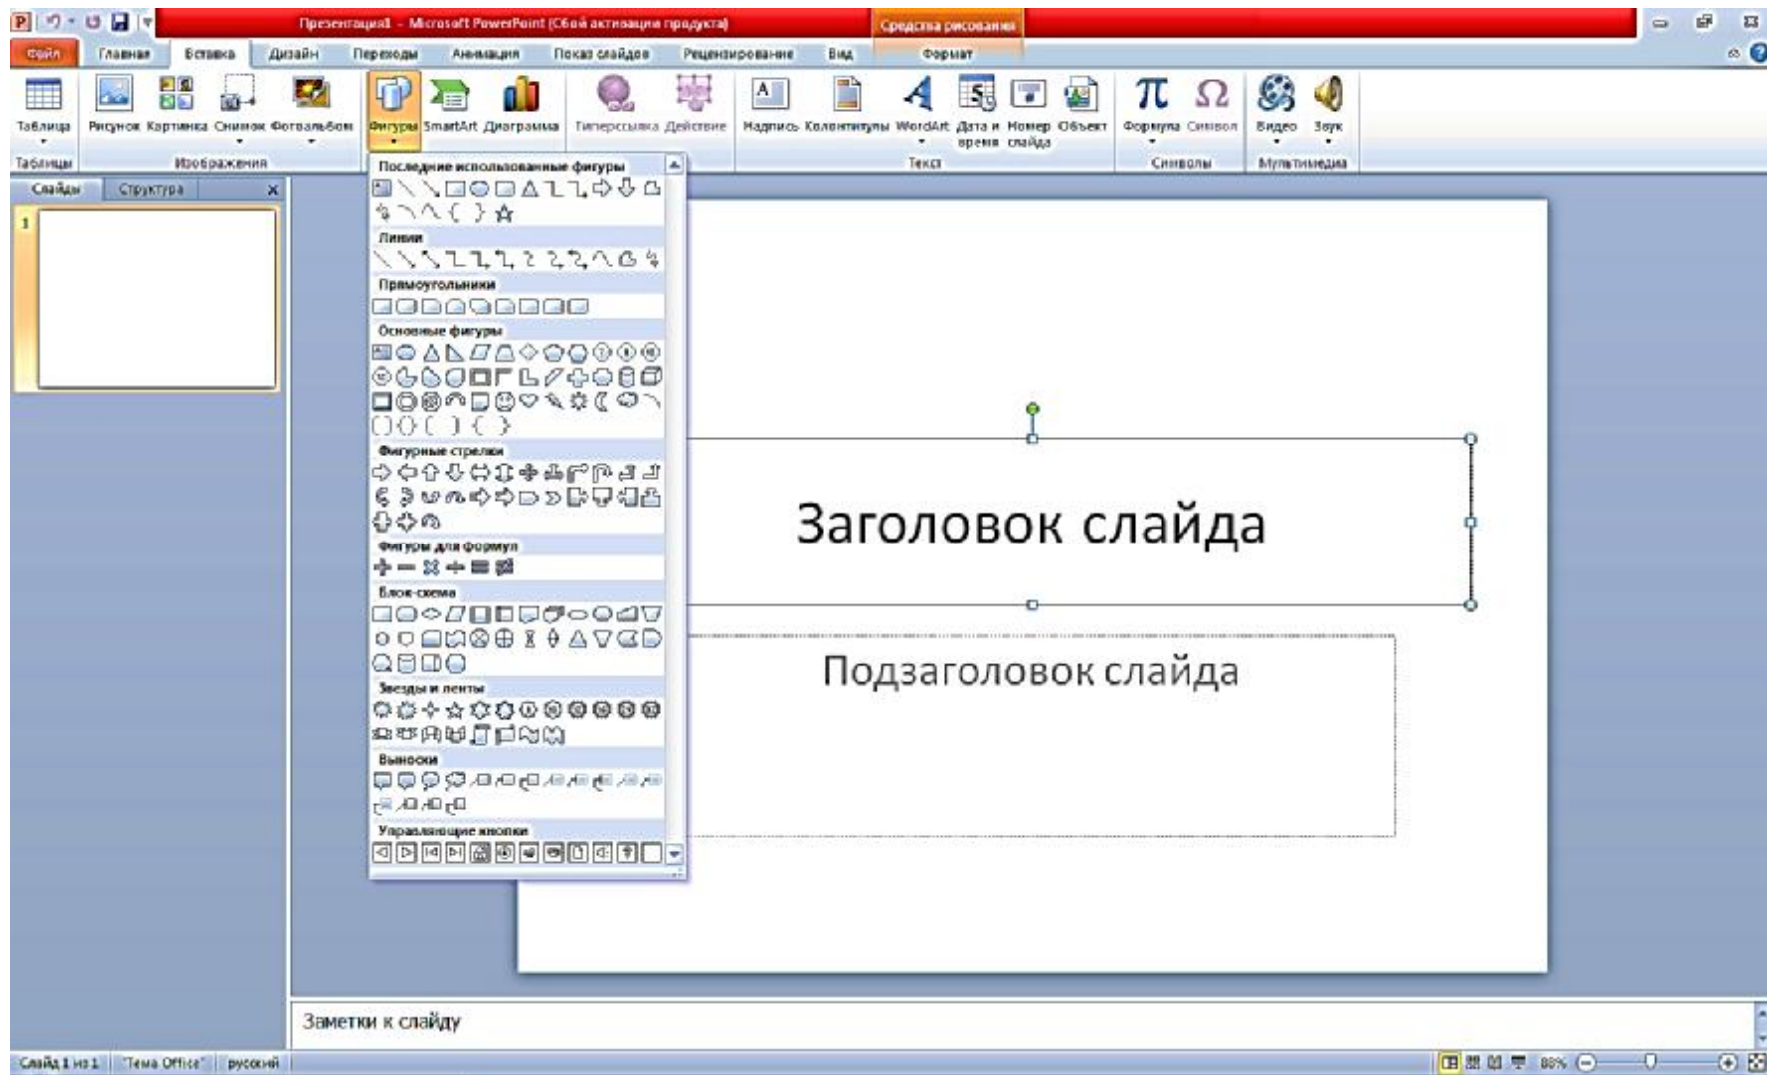 Презентация1 - Microsoft PowerPoint (Сбой активации продукта)
Средства рисования
Файл Главная Вставка Дизайн Переходы Анимация Показ слайдов Рецензирование Вид Формат
Таблица Рисунок Картинка Снимок Фотоальбом Фигуры SmartArt Диаграмма Гиперссылка Действие Надпись Колонтитулы WordArt Дата и время Номер слайда Объект Формула Символ Видео Звук
Таблицы Изображения Текст Символы Мультимедиа
Слайды Структура
1
Последние использованные фигуры
Линии
Прямоугольники
Основные фигуры
Фигурные стрелки
Фигуры для формул
Блок-схема
Звезды и ленты
Выноски
Управляющие кнопки
Заголовок слайда
Подзаголовок слайда
Заметки к слайду
Слайд 1 из 1 "Тема Office" русский 88%